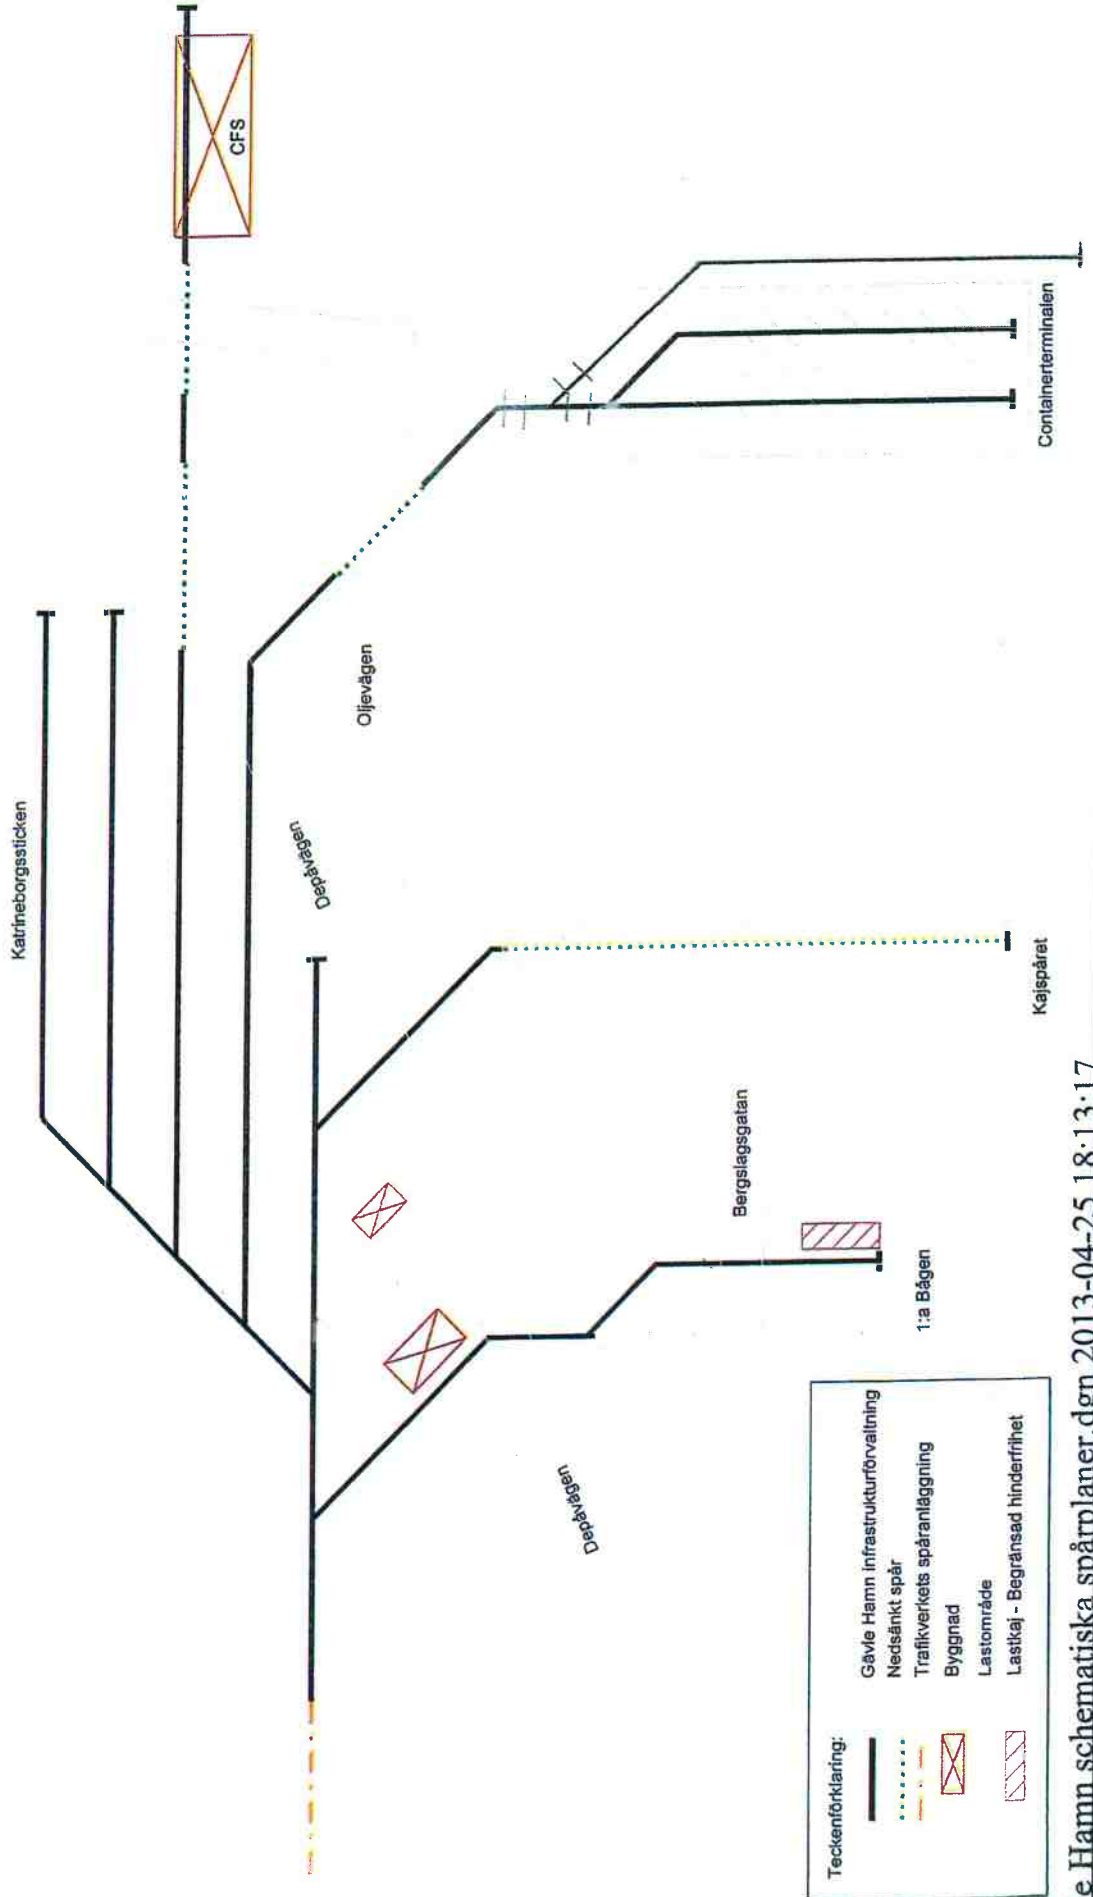 Katrineborgssticken
CFS
Depåvägen
Oljevägen
Containerterminalen
Kajspåret
Bergslagsgatan
1:a Bågen
Depåvägen
Teckenförklaring:
Gävle Hamn infrastrukturförvaltning
Nedsänkt spår
Trafikverkets spåranläggning
Byggnad
Lastområde
Lastkaj - Begränsad hinderfrihet
e Hamn schematiska spårplaner.dgn 2013-04-25 18:13:17